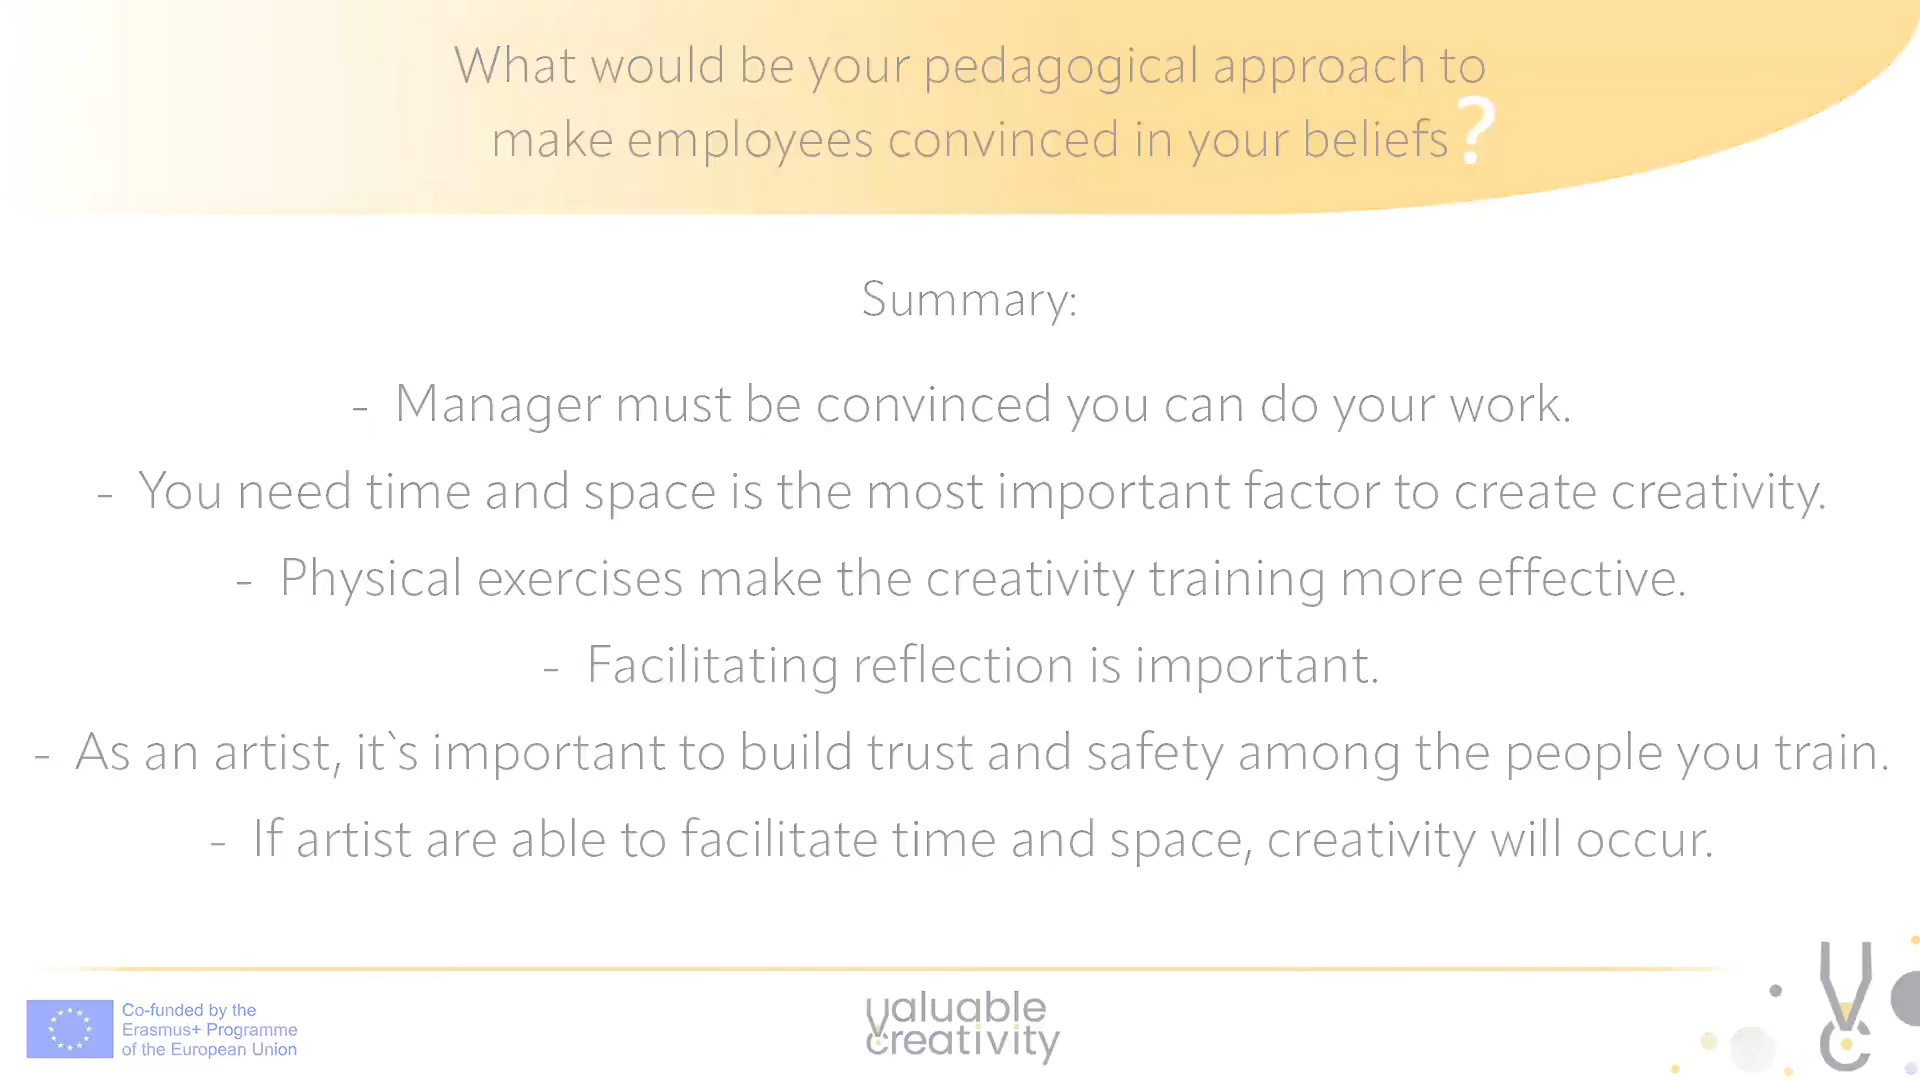 What would be your pedagogical approach to
make employees convinced in your beliefs?
Summary:
- Manager must be convinced you can do your work.
- You need time and space is the most important factor to create creativity.
- Physical exercises make the creativity training more effective.
- Facilitating reflection is important.
- As an artist, it`s important to build trust and safety among the people you train.
- If artist are able to facilitate time and space, creativity will occur.
Co-funded by the
Erasmus+ Programme
of the European Union
valuable
creativity
VC